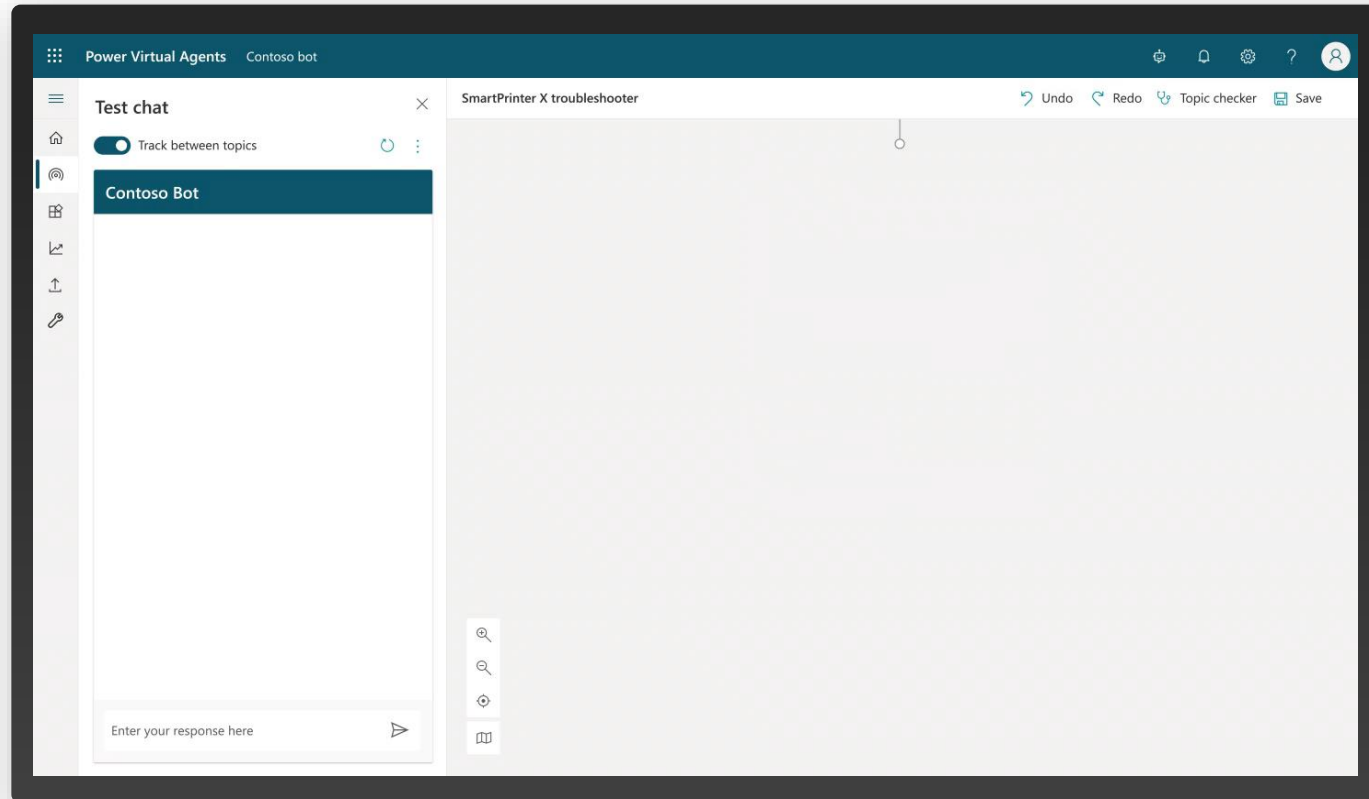 Power Virtual Agents Contoso bot
Test chat
SmartPrinter X troubleshooter Undo Redo Topic checker Save
Track between topics
Contoso Bot
Enter your response here